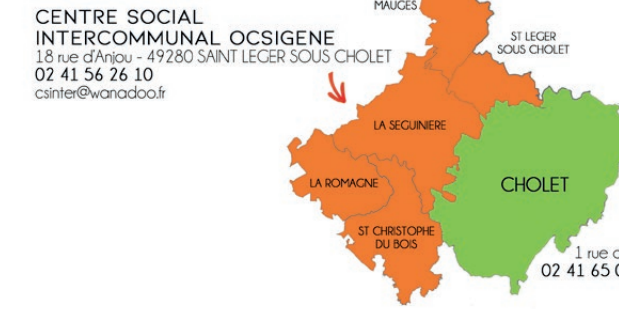 MAUGES
CENTRE SOCIAL
INTERCOMMUNAL OCSIGENE
18 rue d'Anjou - 49280 SAINT LEGER SOUS CHOLET
02 41 56 26 10
csinter@wanadoo.fr
ST LEGER
SOUS CHOLET
LA SEGUINIERE
LA ROMAGNE
CHOLET
ST CHRISTOPHE
DU BOIS
1 rue
02 41 65